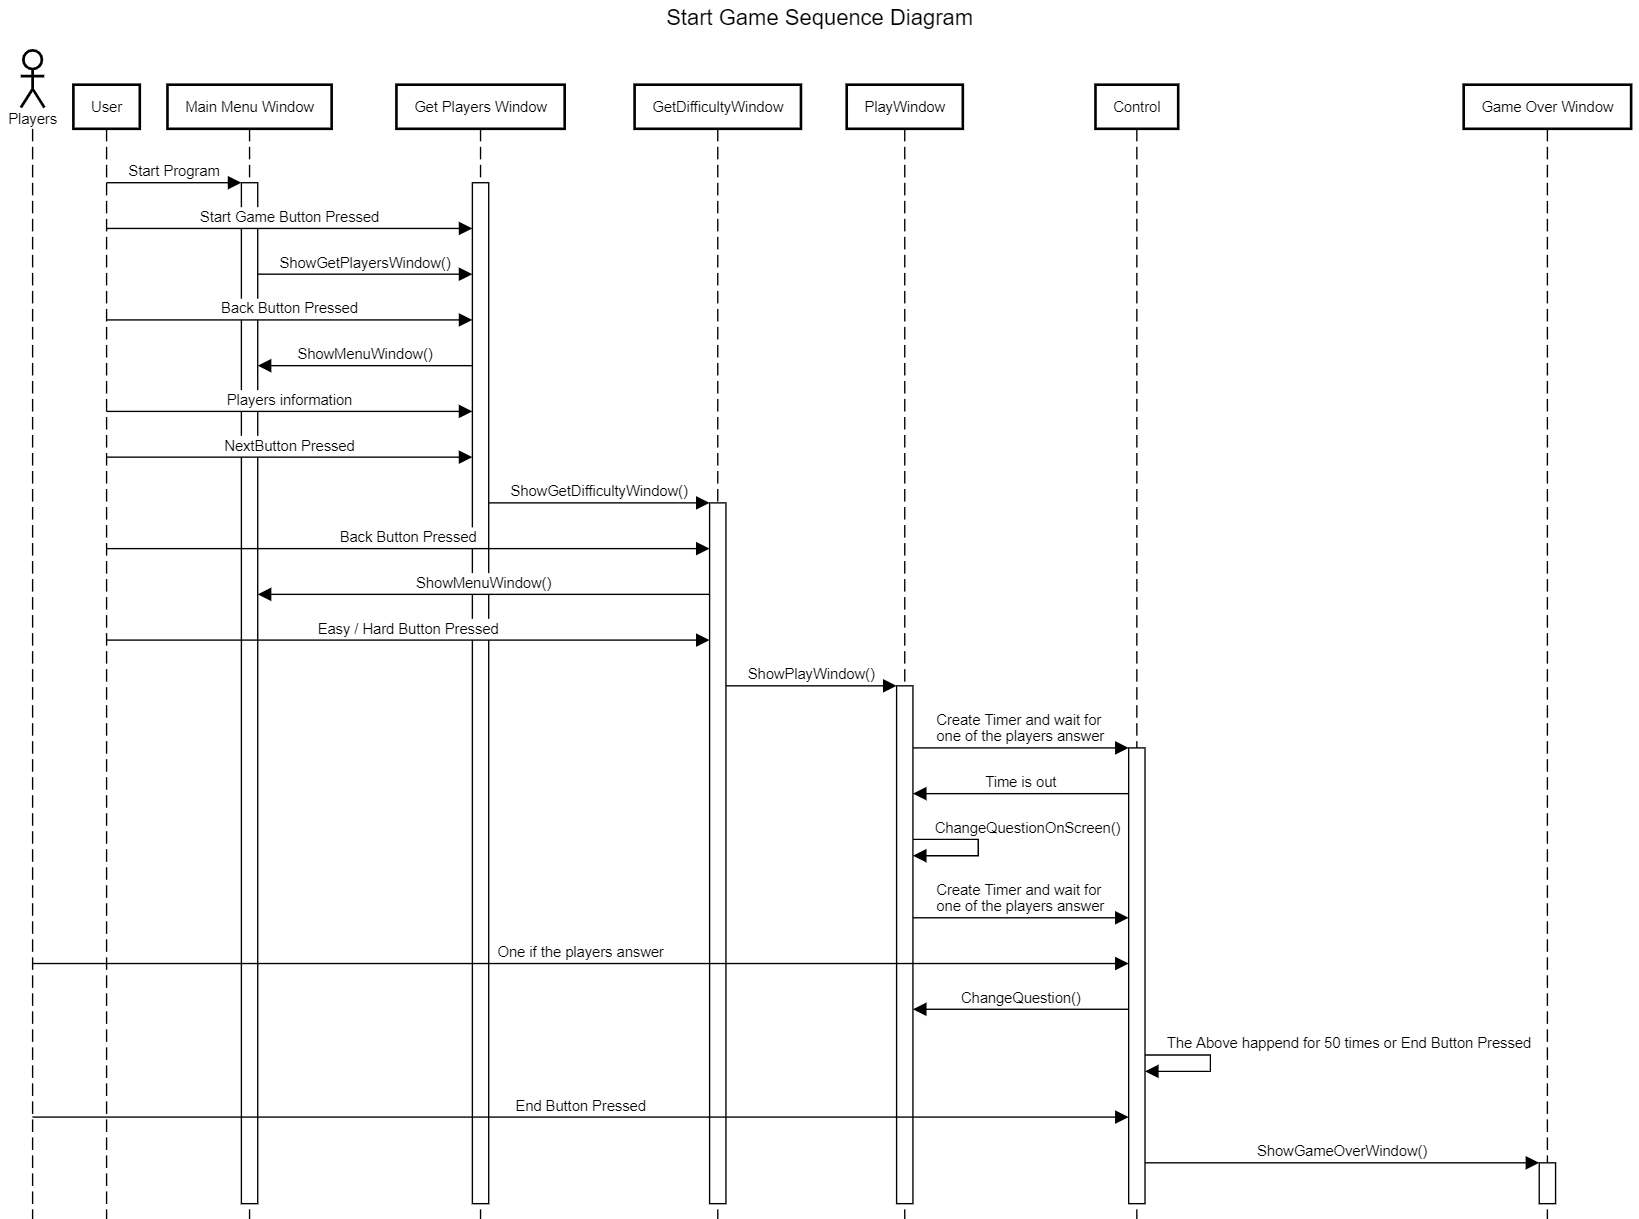 Start Game Sequence Diagram
Players
User
Main Menu Window
Get Players Window
GetDifficultyWindow
PlayWindow
Control
Game Over Window
Start Program
Start Game Button Pressed
ShowGetPlayersWindow()
Back Button Pressed
ShowMenuWindow()
Players information
NextButton Pressed
ShowGetDifficultyWindow()
Back Button Pressed
ShowMenuWindow()
Easy / Hard Button Pressed
ShowPlayWindow()
Create Timer and wait for
one of the players answer
Time is out
ChangeQuestionOnScreen()
Create Timer and wait for
one of the players answer
One if the players answer
ChangeQuestion()
The Above happend for 50 times or End Button Pressed
End Button Pressed
ShowGameOverWindow()